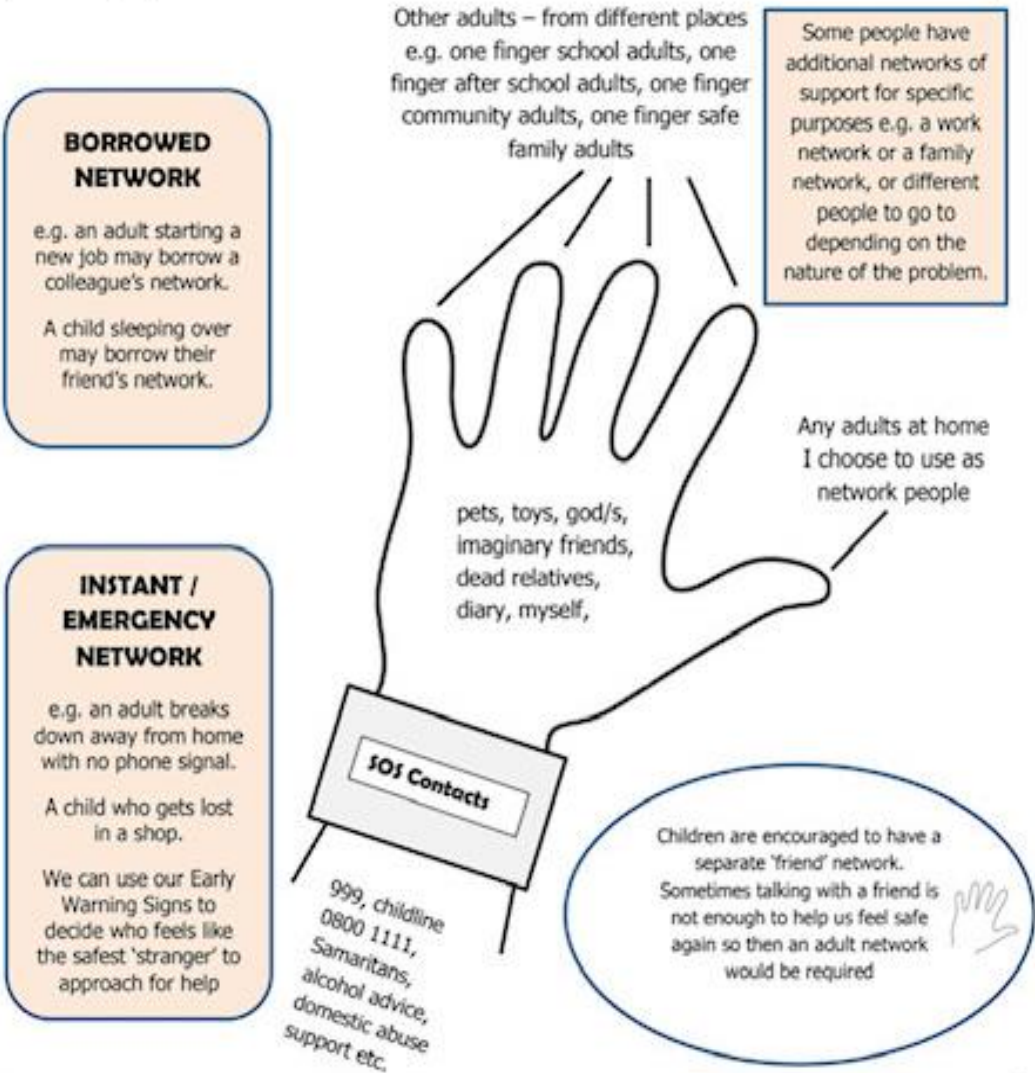 Other adults – from different places
e.g. one finger school adults, one
finger after school adults, one finger
community adults, one finger safe
family adults
Some people have
additional networks of
support for specific
purposes e.g. a work
network or a family
network, or different
people to go to
depending on the
nature of the problem.
BORROWED
NETWORK
e.g. an adult starting a
new job may borrow a
colleague's network.
A child sleeping over
may borrow their
friend's network.
Any adults at home
I choose to use as
network people
pets, toys, god/s,
imaginary friends,
dead relatives,
diary, myself,
INSTANT /
EMERGENCY
NETWORK
e.g. an adult breaks
down away from home
with no phone signal.
A child who gets lost
in a shop.
We can use our Early
Warning Signs to
decide who feels like
the safest 'stranger' to
approach for help
SOS Contacts
999, childline
0800 1111,
Samaritans,
alcohol advice,
domestic abuse
support etc.
Children are encouraged to have a
separate 'friend' network.
Sometimes talking with a friend is
not enough to help us feel safe
again so then an adult network
would be required